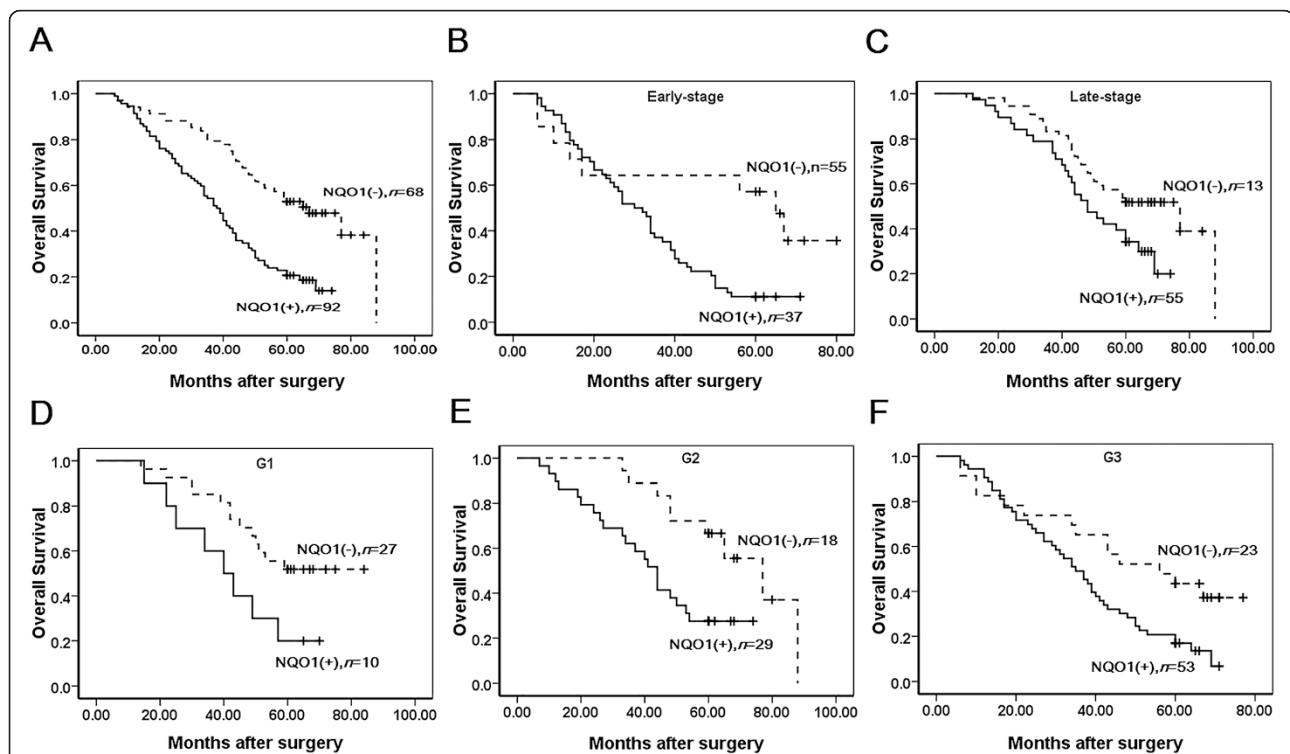 A
1.0
0.8
0.6
0.4
0.2
0.0
Overall Survival
NQO1(-),n=68
NQO1(+),n=92
0.00 20.00 40.00 60.00 80.00 100.00
Months after surgery
B
Early-stage
1.0
0.8
0.6
0.4
0.2
0.0
Overall Survival
NQO1(-),n=55
NQO1(+),n=37
0.00 20.00 40.00 60.00 80.00
Months after surgery
C
Late-stage
1.0
0.8
0.6
0.4
0.2
0.0
Overall Survival
NQO1(-),n=13
NQO1(+),n=55
0.00 20.00 40.00 60.00 80.00 100.00
Months after surgery
D
G1
1.0
0.8
0.6
0.4
0.2
0.0
Overall Survival
NQO1(-),n=27
NQO1(+),n=10
0.00 20.00 40.00 60.00 80.00 100.00
Months after surgery
E
G2
1.0
0.8
0.6
0.4
0.2
0.0
Overall Survival
NQO1(-),n=18
NQO1(+),n=29
0.00 20.00 40.00 60.00 80.00 100.00
Months after surgery
F
G3
1.0
0.8
0.6
0.4
0.2
0.0
Overall Survival
NQO1(-),n=23
NQO1(+),n=53
0.00 20.00 40.00 60.00 80.00
Months after surgery